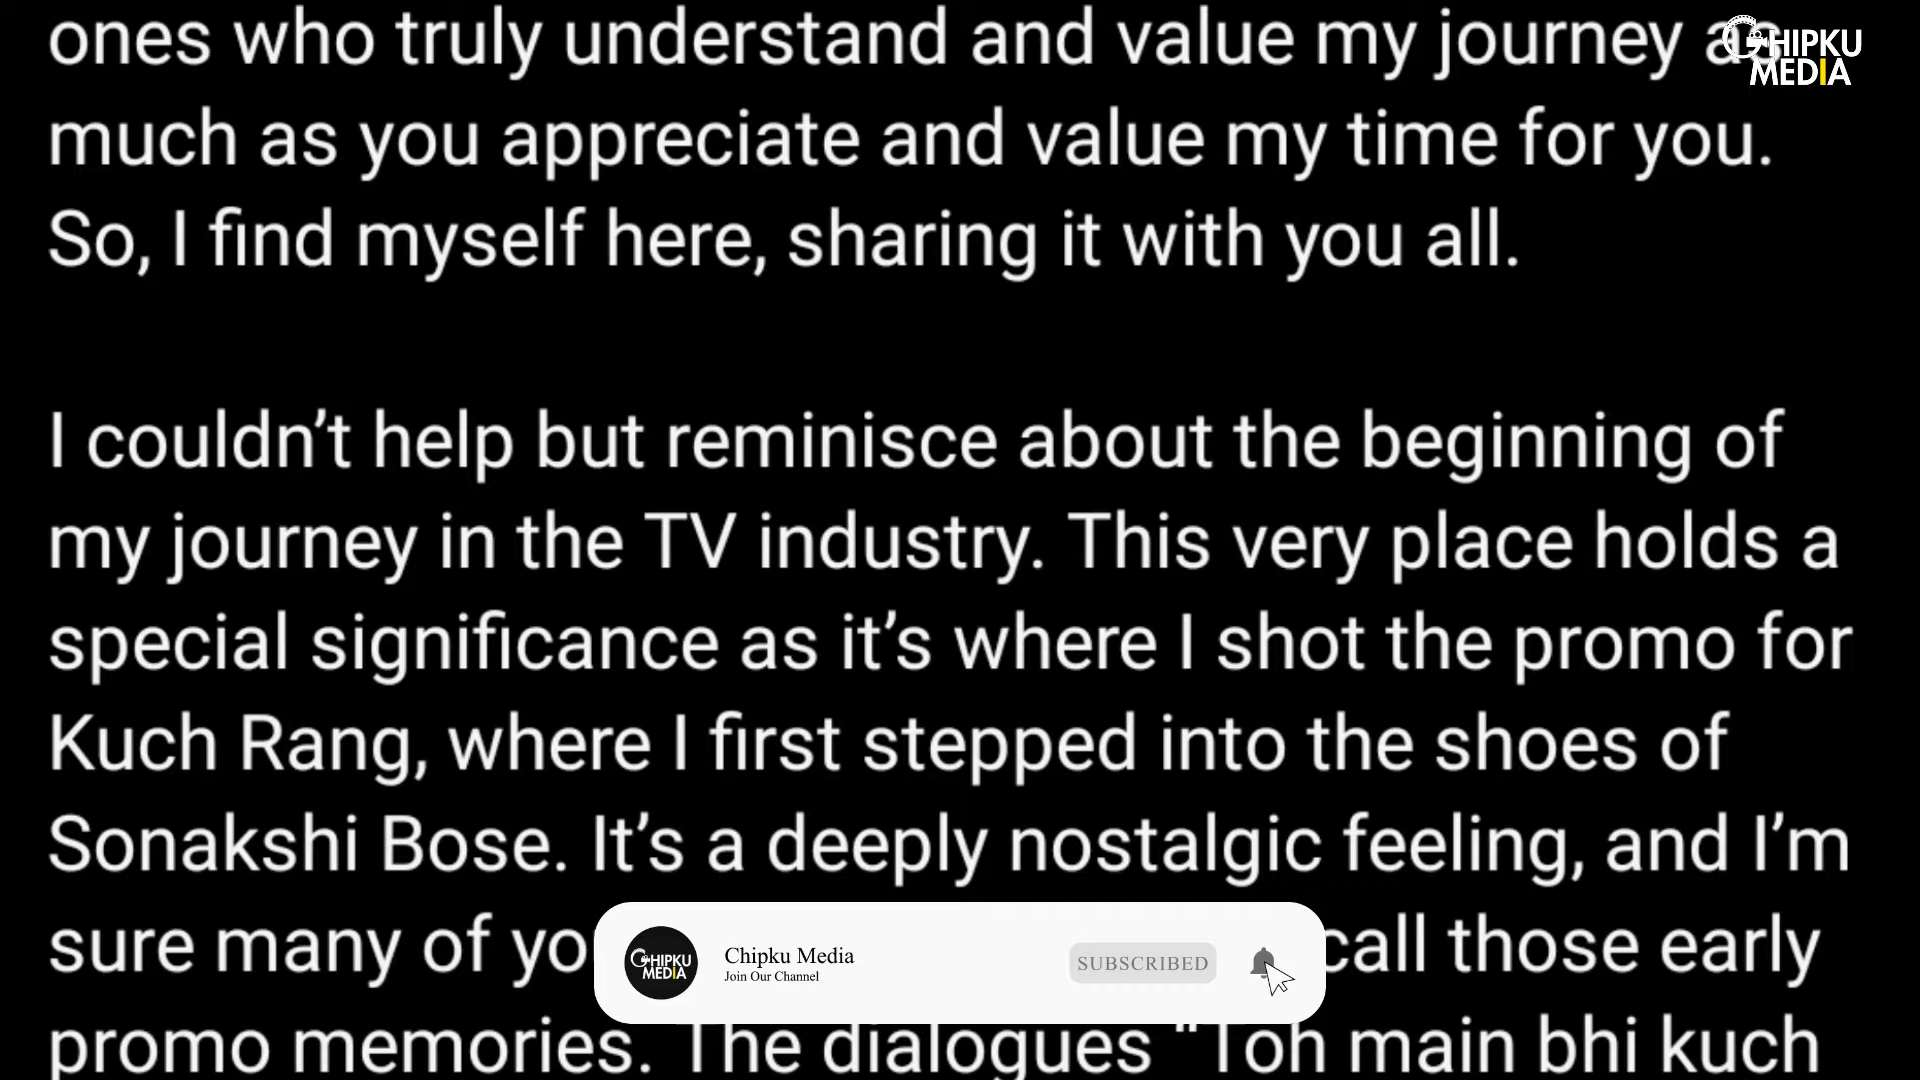 ones who truly understand and value my journey as
CHIPKU
MEDIA
much as you appreciate and value my time for you.
So, I find myself here, sharing it with you all.
I couldn’t help but reminisce about the beginning of
my journey in the TV industry. This very place holds a
special significance as it’s where I shot the promo for
Kuch Rang, where I first stepped into the shoes of
Sonakshi Bose. It’s a deeply nostalgic feeling, and I’m
sure many of yo call those early
CHIPKU
MEDIA
Chipku Media
Join Our Channel
SUBSCRIBED
promo memories. The dialogues "Toh main bhi kuch